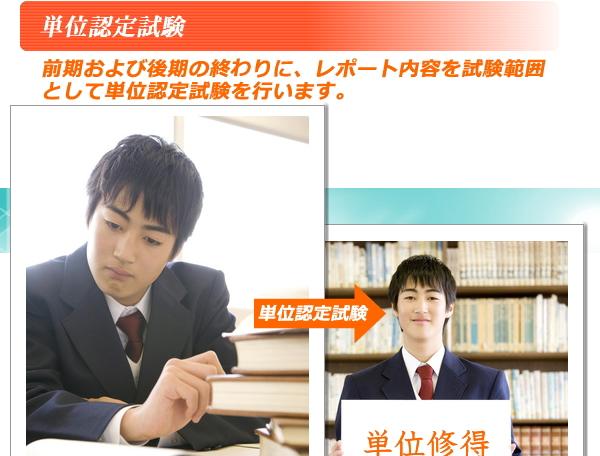 単位認定試験
前期および後期の終わりに、レポート内容を試験範囲
として単位認定試験を行います。
単位認定試験
単位修得